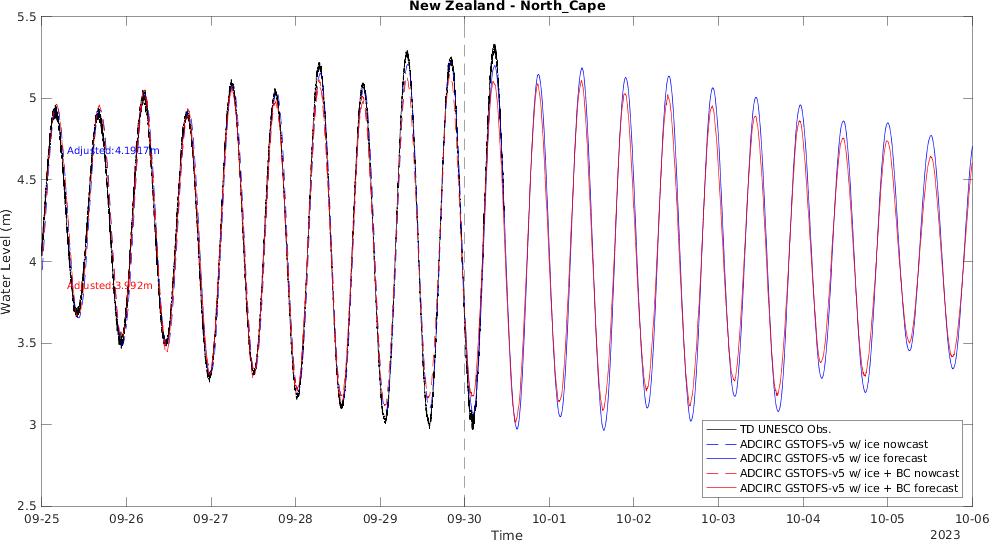 New Zealand - North_Cape
Water Level (m)
5.5
5
4.5
4
3.5
3
2.5
Adjusted:4.1917m
Adjusted:3.992m
TD UNESCO Obs.
ADCIRC GSTOFS-v5 w/ ice nowcast
ADCIRC GSTOFS-v5 w/ ice forecast
ADCIRC GSTOFS-v5 w/ ice + BC nowcast
ADCIRC GSTOFS-v5 w/ ice + BC forecast
09-25 09-26 09-27 09-28 09-29 09-30 10-01 10-02 10-03 10-04 10-05 10-06
Time
2023